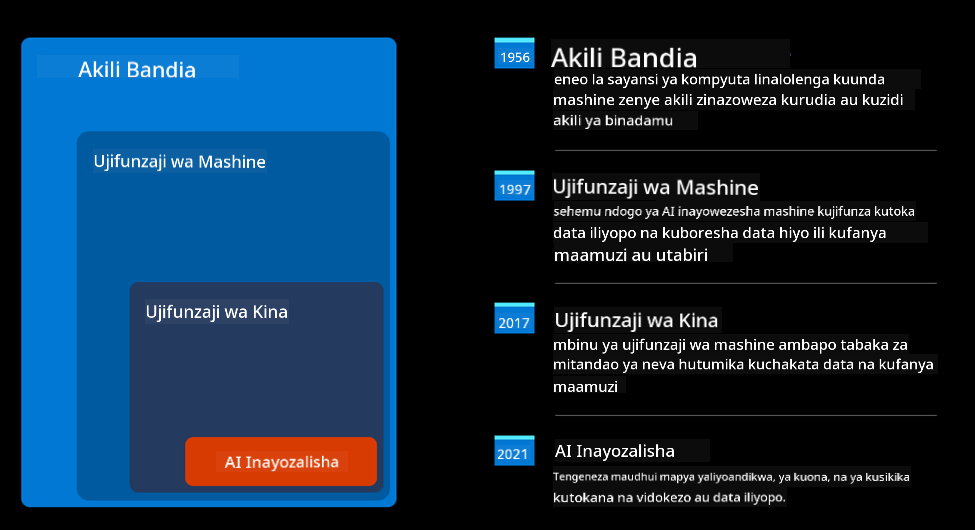 Akili Bandia
Ujifunzaji wa Mashine
Ujifunzaji wa Kina
AI Inayozalisha
1956
Akili Bandia
eneo la sayansi ya kompyuta linalolenga kuunda
mashine zenye akili zinazoweza kurudia au kuzidi
akili ya binadamu
1997
Ujifunzaji wa Mashine
sehemu ndogo ya AI inayowezesha mashine kujifunza kutoka
data iliyopo na kuboresha data hiyo ili kufanya
maamuzi au utabiri
2017
Ujifunzaji wa Kina
mbinu ya ujifunzaji wa mashine ambapo tabaka za
mitandao ya neva hutumika kuchakata data na kufanya
maamuzi
2021
AI Inayozalisha
Tengeneza maudhui mapya yaliyoandikwa, ya kuona, na ya kusikika
kutokana na vidokezo au data iliyopo.